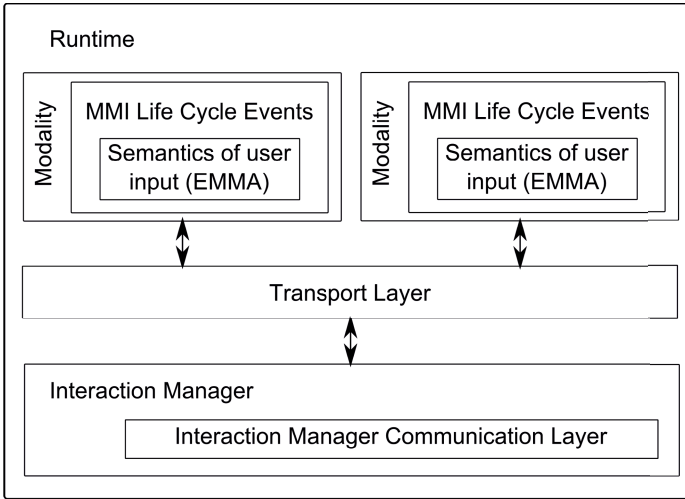 Runtime
Modality
MMI Life Cycle Events
Semantics of user
input (EMMA)
Modality
MMI Life Cycle Events
Semantics of user
input (EMMA)
Transport Layer
Interaction Manager
Interaction Manager Communication Layer